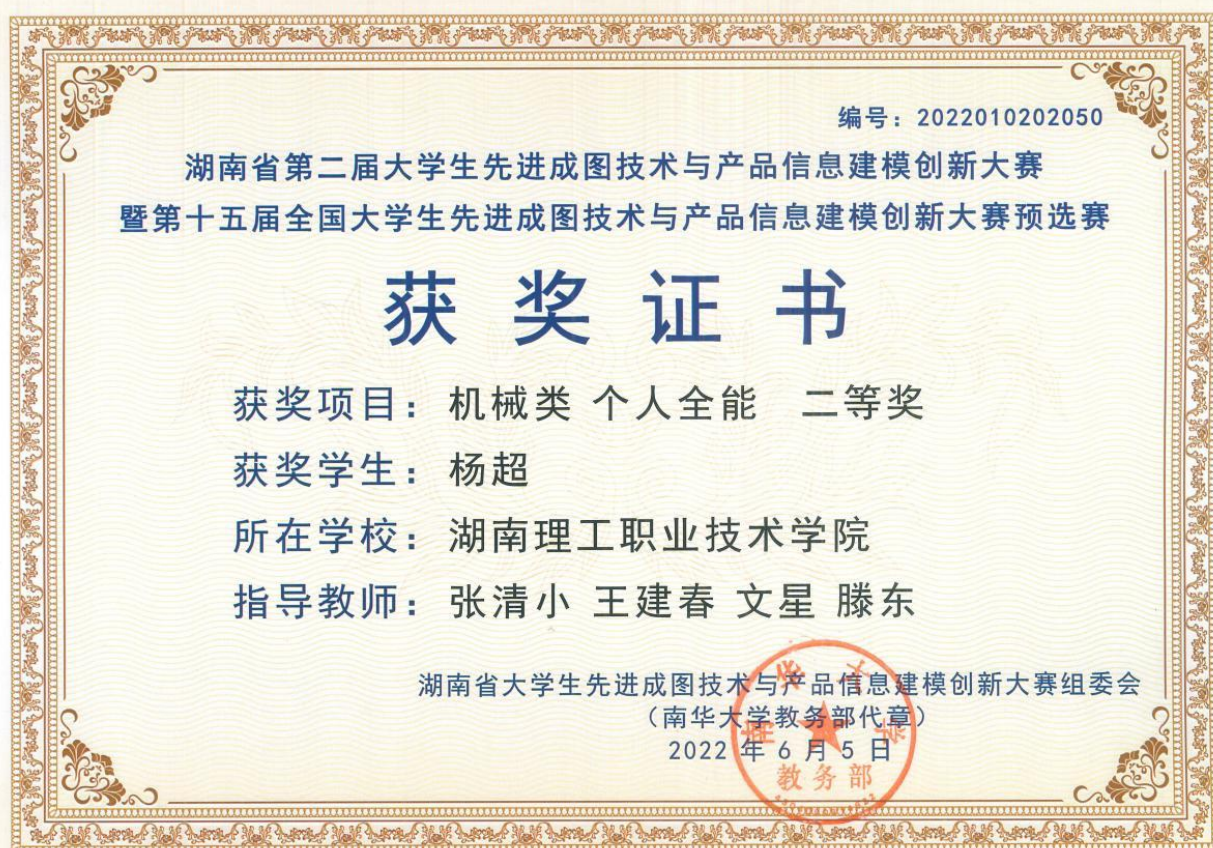 编号：2022010202050
湖南省第二届大学生先进成图技术与产品信息建模创新大赛
暨第十五届全国大学生先进成图技术与产品信息建模创新大赛预选赛
获奖证书
获奖项目：机械类 个人全能 二等奖
获奖学生：杨超
所在学校：湖南理工职业技术学院
指导教师：张清小 王建春 文星 滕东
湖南省大学生先进成图技术与产品信息建模创新大赛组委会
（南华大学教务部代章）
2022 年 6 月 5 日
南华大学
教务部